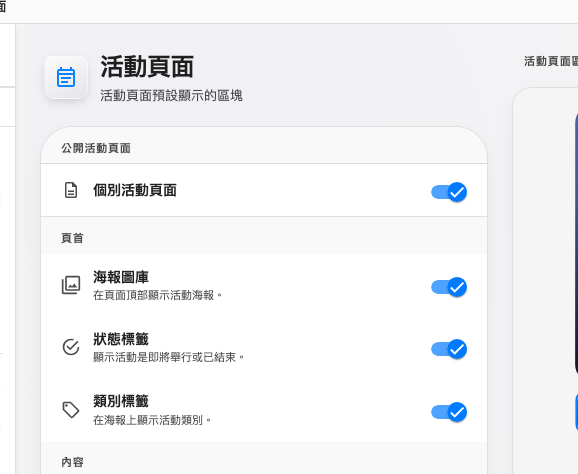 面
活動頁面
活動頁面預設顯示的區塊
活動頁面
公開活動頁面
個別活動頁面
頁首
海報圖庫
在頁面頂部顯示活動海報。
狀態標籤
顯示活動是即將舉行或已結束。
類別標籤
在海報上顯示活動類別。
內容